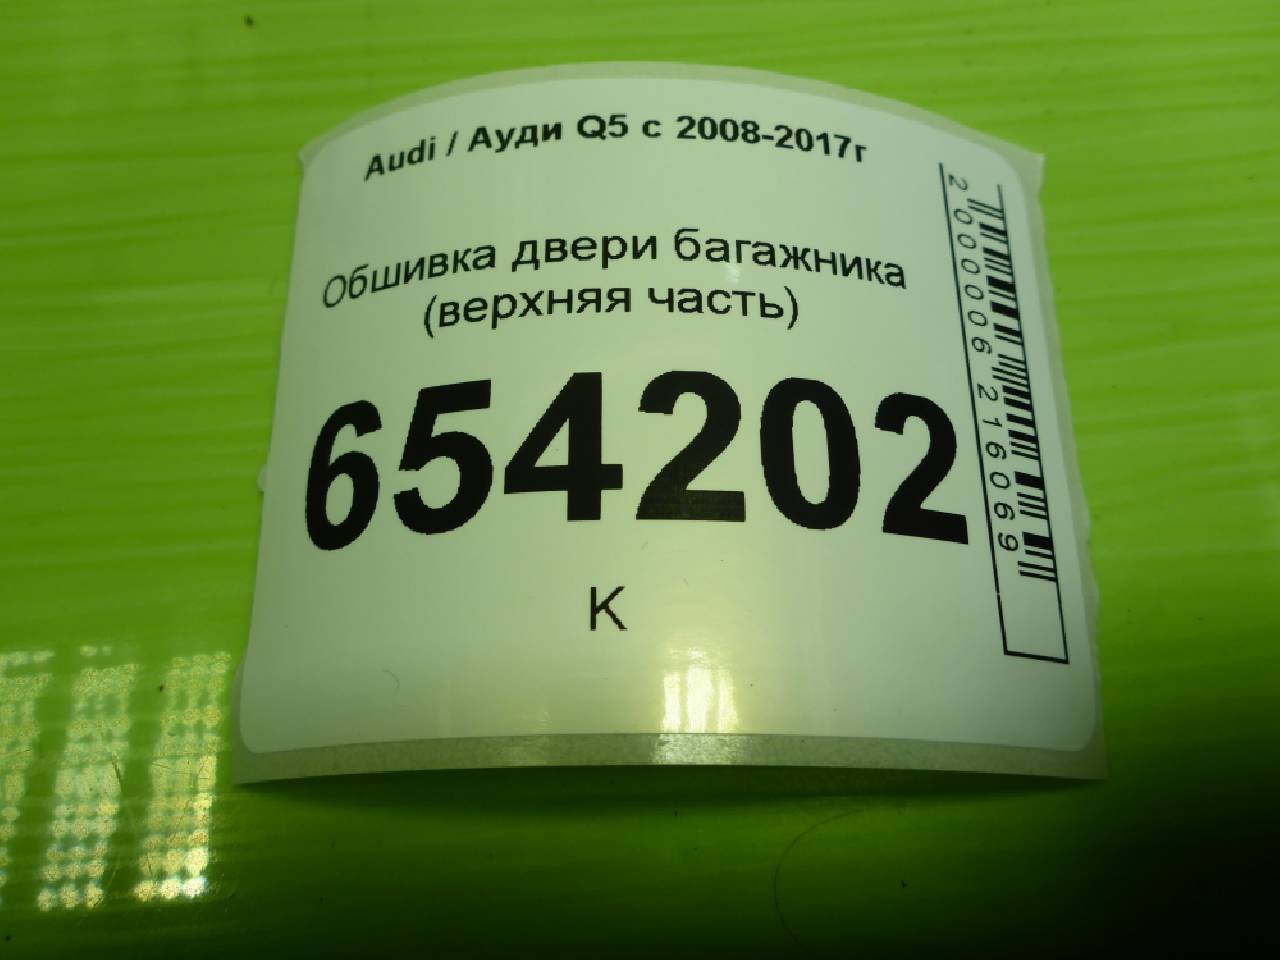 Audi / Ауди Q5 с 2008-2017г
Обшивка двери багажника
(верхняя часть)
654202
К
2000006216069